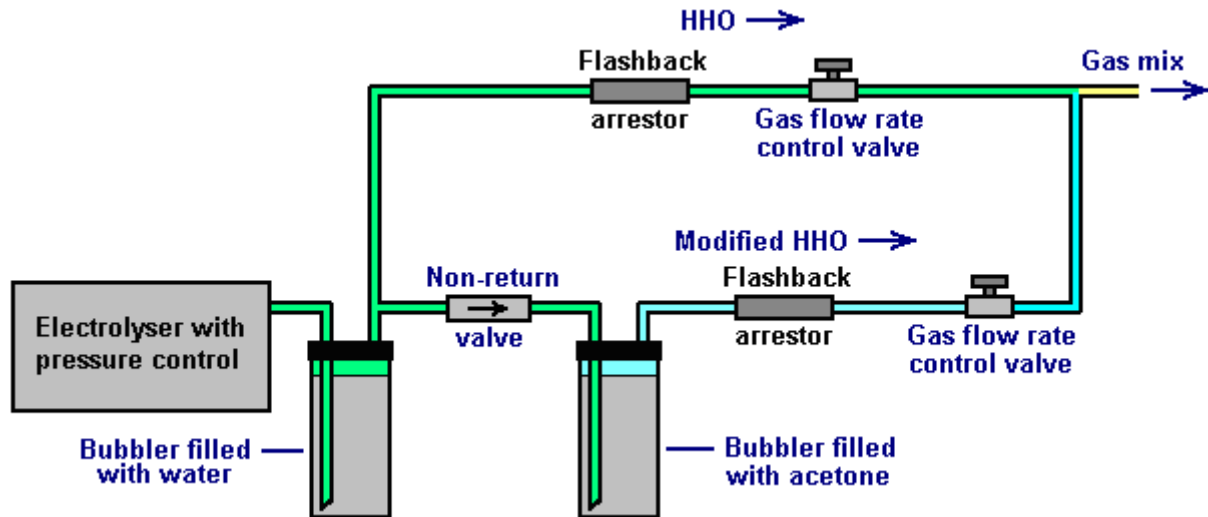 HHO
Flashback
arrestor
Gas flow rate
control valve
Gas mix
Modified HHO
Flashback
arrestor
Gas flow rate
control valve
Non-return
valve
Electrolyser with
pressure control
Bubbler filled
with water
Bubbler filled
with acetone